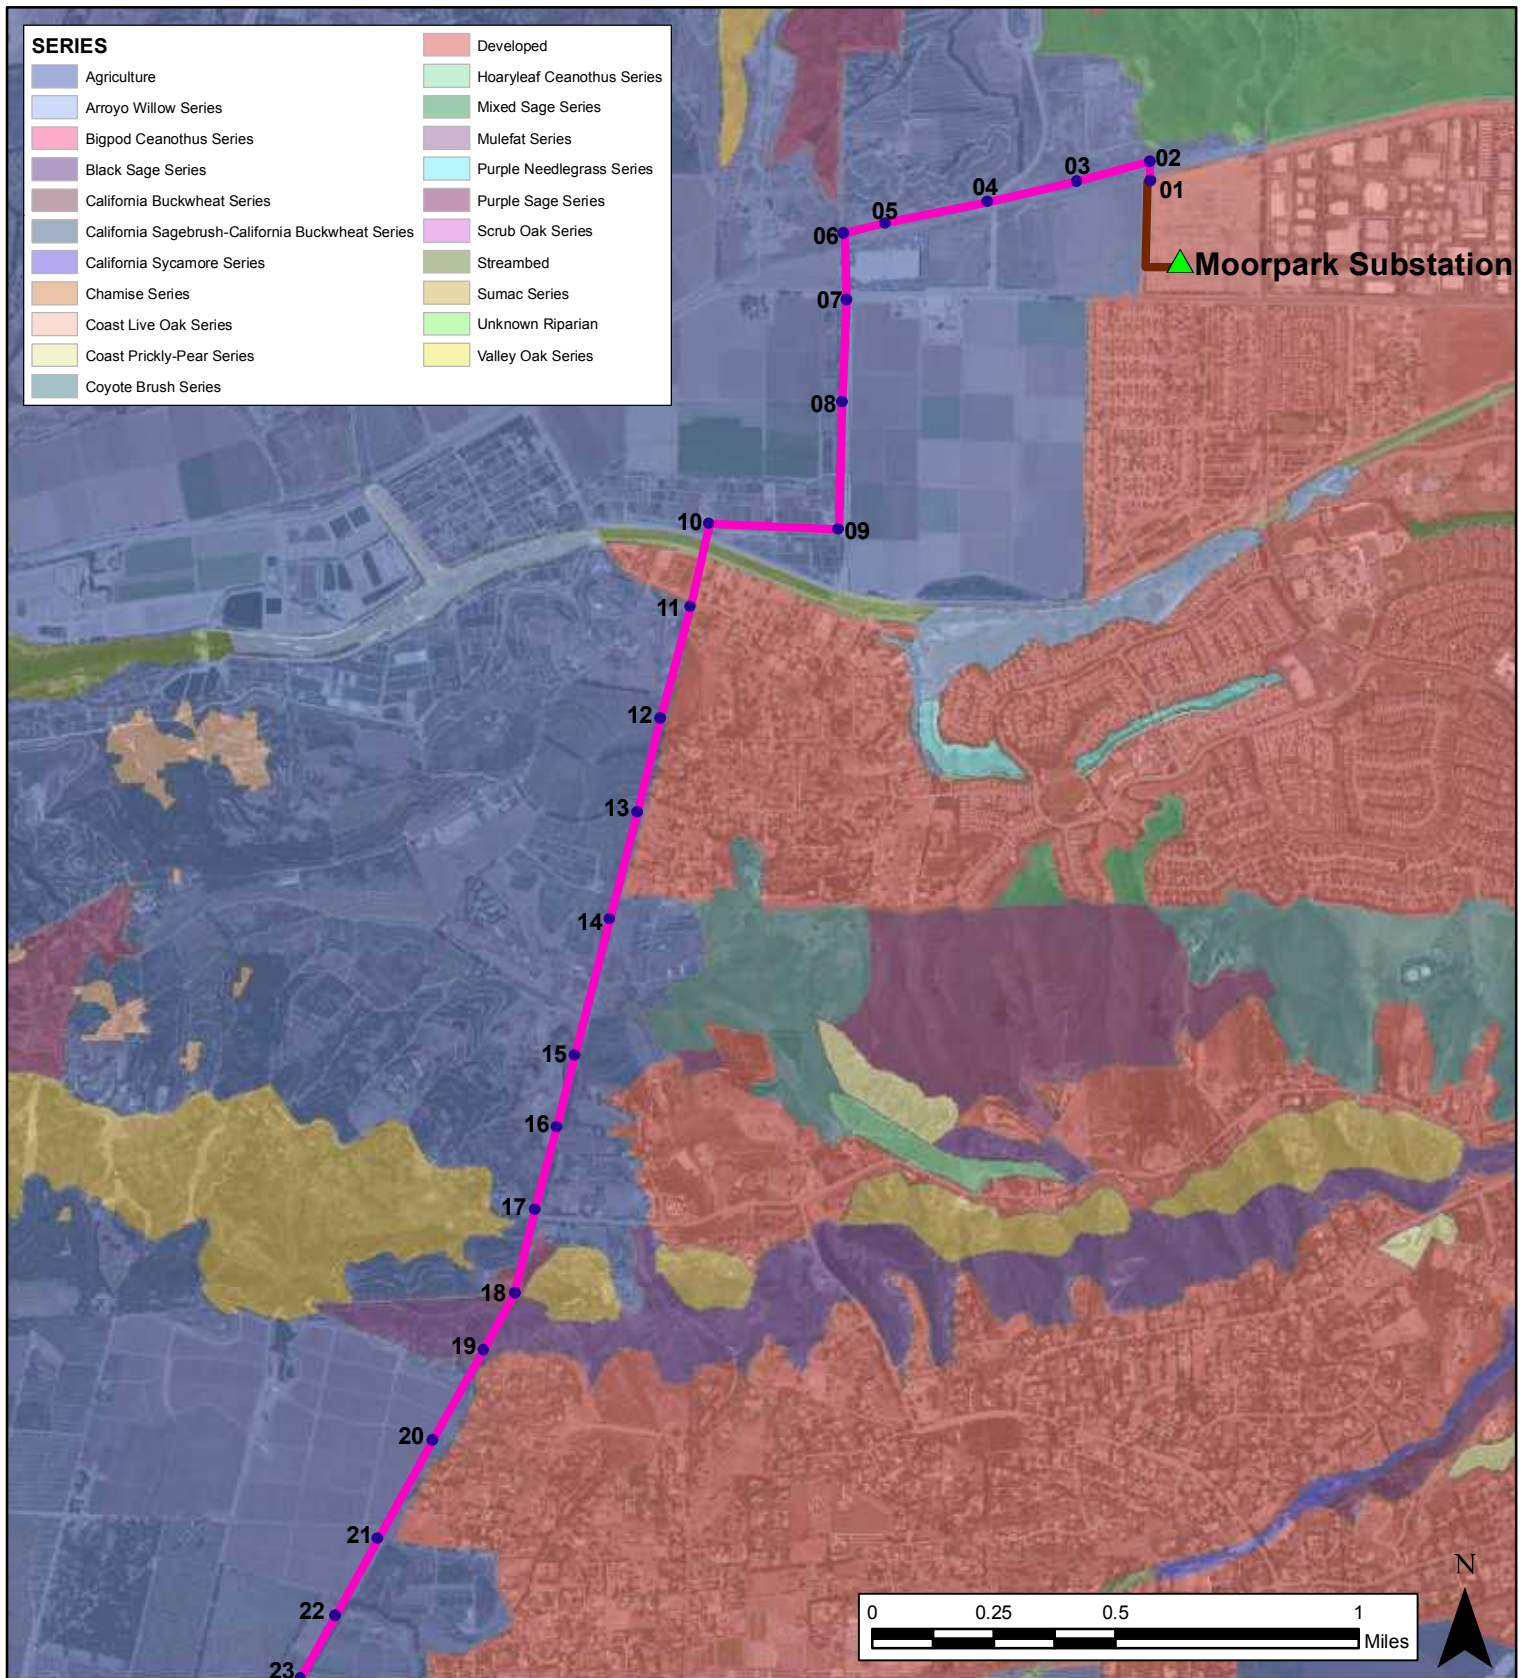 SERIES
Agriculture
Arroyo Willow Series
Bigpod Ceanothus Series
Black Sage Series
California Buckwheat Series
California Sagebrush-California Buckwheat Series
California Sycamore Series
Chamise Series
Coast Live Oak Series
Coast Prickly-Pear Series
Coyote Brush Series
Developed
Hoaryleaf Ceanothus Series
Mixed Sage Series
Mulefat Series
Purple Needlegrass Series
Purple Sage Series
Scrub Oak Series
Streambed
Sumac Series
Unknown Riparian
Valley Oak Series
02
03
01
04
05
06
Moorpark Substation
07
08
10
09
11
12
13
14
15
16
17
18
19
20
21
22
23
N
0 0.25 0.5 1
Miles